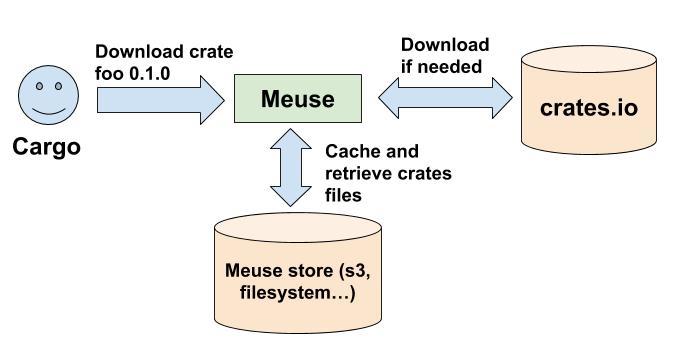 Download crate
foo 0.1.0
Cargo
Meuse
Download
if needed
crates.io
Cache and
retrieve crates
files
Meuse store (s3,
filesystem…)